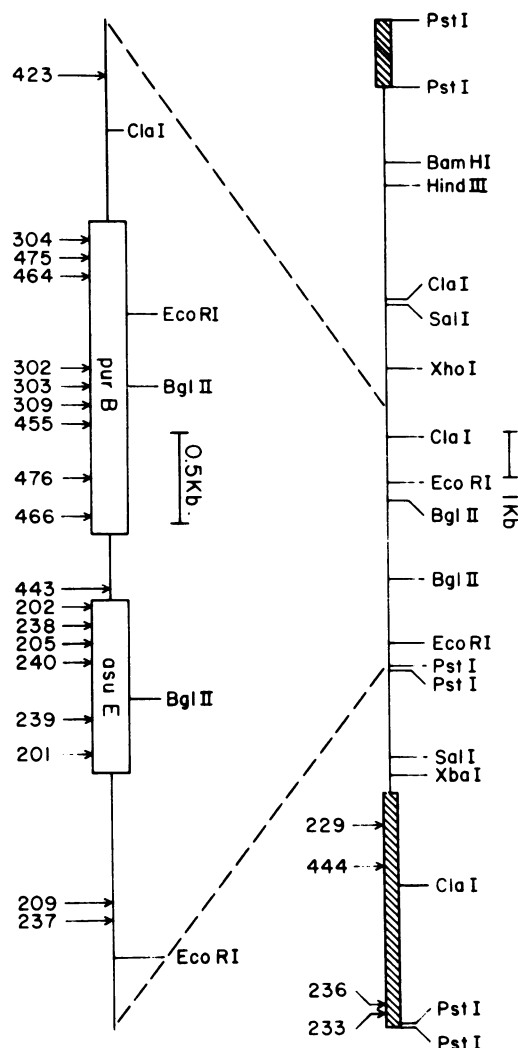 423
Cla I
304
475
464
Eco RI
302
303
309
455
Bgl II
pur B
0.5Kb
476
466
443
202
238
205
240
asu E
Bgl II
239
201
209
237
Eco RI
Pst I
Pst I
Bam HI
Hind III
Cla I
Sal I
Xho I
Cla I
1Kb
Eco RI
Bgl II
Bgl II
Eco RI
Pst I
Pst I
Sal I
Xba I
229
444
Cla I
236
233
Pst I
Pst I